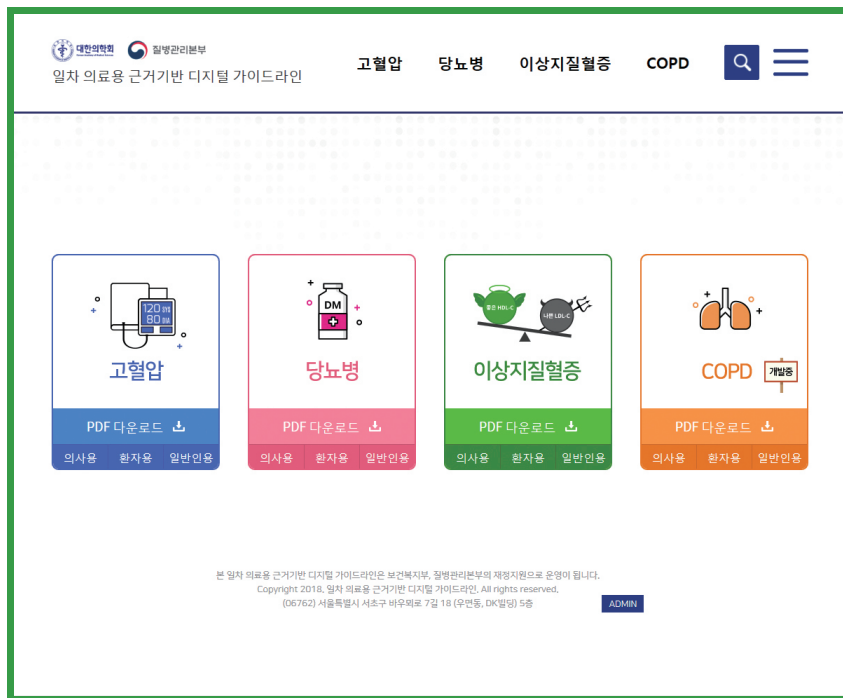 대한의학회 질병관리본부
일차 의료용 근거기반 디지털 가이드라인
고혈압 당뇨병 이상지질혈증 COPD
120
80
고혈압
PDF 다운로드
의사용 환자용 일반인용
DM
당뇨병
PDF 다운로드
의사용 환자용 일반인용
좋은 HDL-C
나쁜 LDL-C
이상지질혈증
PDF 다운로드
의사용 환자용 일반인용
COPD 개발중
PDF 다운로드
의사용 환자용 일반인용
본 일차 의료용 근거기반 디지털 가이드라인은 보건복지부, 질병관리본부의 재정지원으로 운영이 됩니다.
Copyright 2018. 일차 의료용 근거기반 디지털 가이드라인. All rights reserved.
(06762) 서울특별시 서초구 바우뫼로 7길 18 (우면동, DK빌딩) 5층
ADMIN